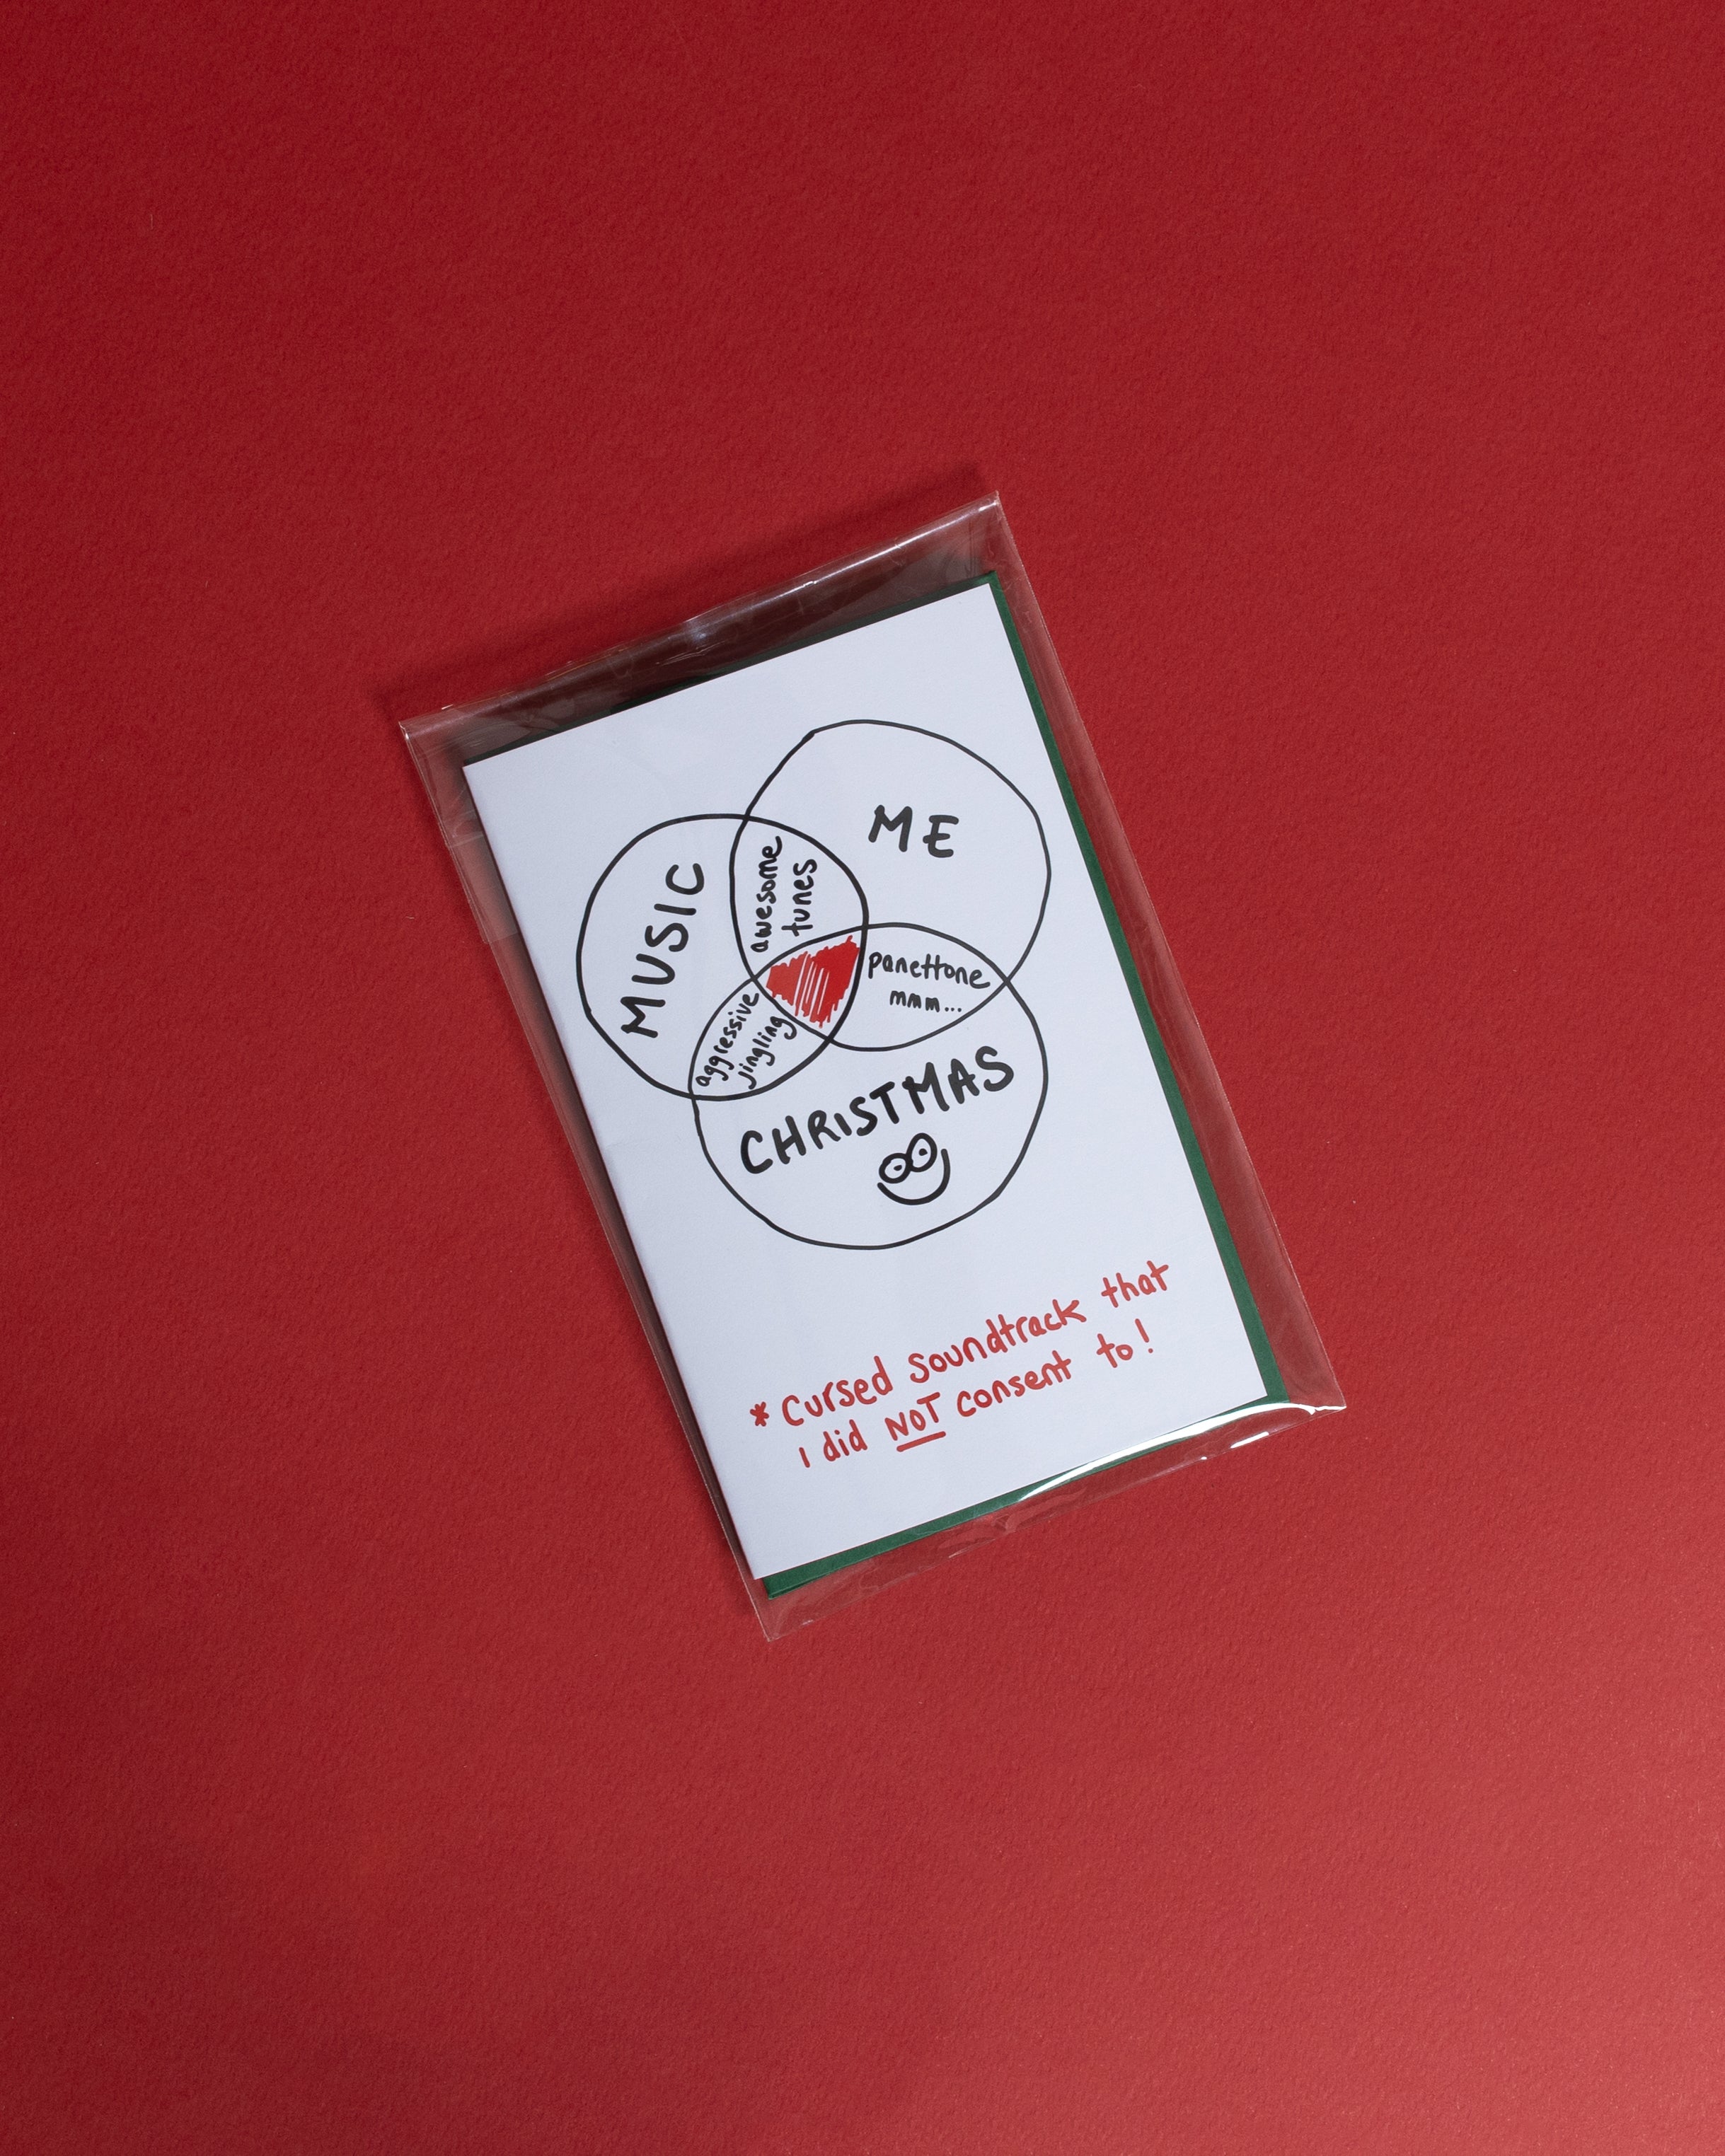 ME
MUSIC
awesome
tunes
panettone
mmm...
aggressive
jingling
CHRISTMAS
* Cursed soundtrack that
I did NOT consent to!